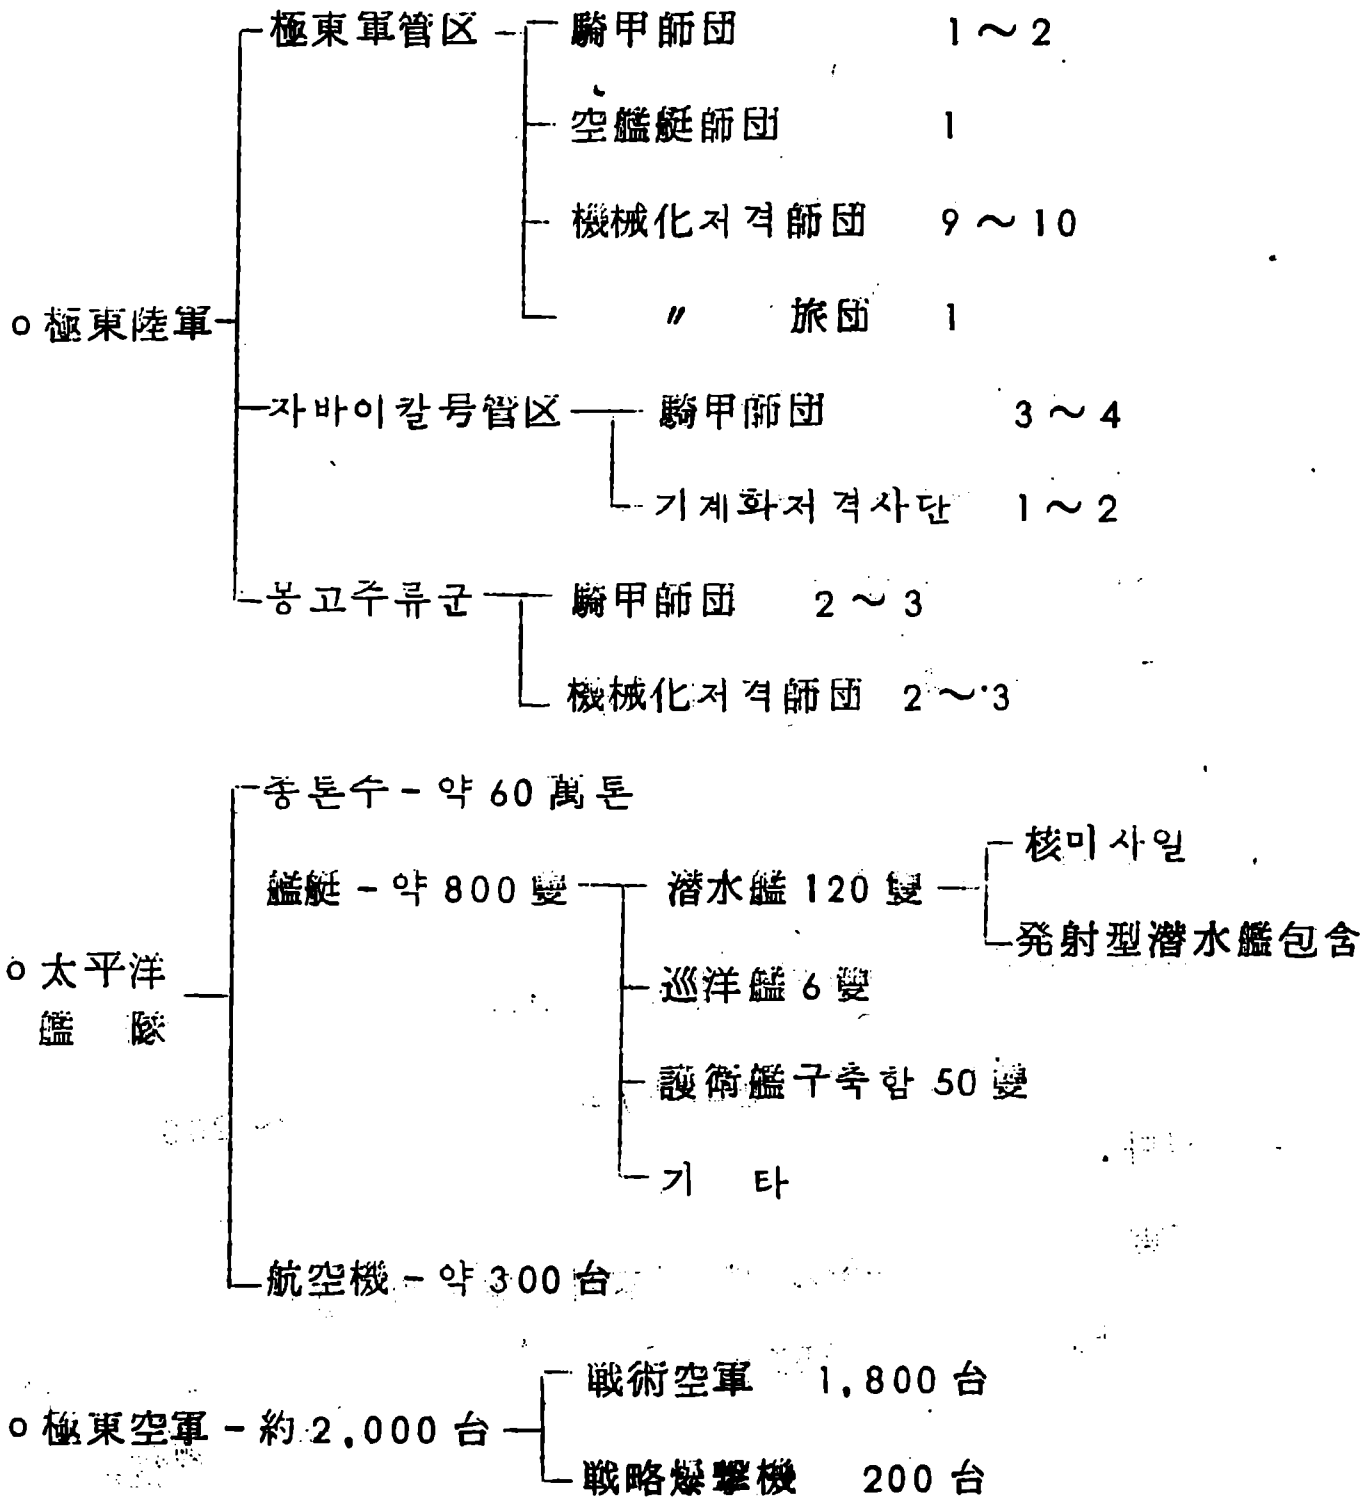 極東軍管区 騎甲師団 1～2
空艦艇師団 1
機械化저격師団 9～10
○極東陸軍 〃 旅団 1
자바이칼号管区 騎甲師団 3～4
기계화저격사단 1～2
몽고주류군 騎甲師団 2～3
機械化저격師団 2～3
총톤수 - 약 60 萬톤
核미사일
艦艇 - 약 800 隻 潜水艦 120 隻
発射型潜水艦包含
○太平洋
巡洋艦 6 隻
艦 隊
護衛艦구축함 50 隻
기 타
航空機 - 약 300 台
戦術空軍 1,800 台
○極東空軍 - 約 2,000 台
戦略爆撃機 200 台